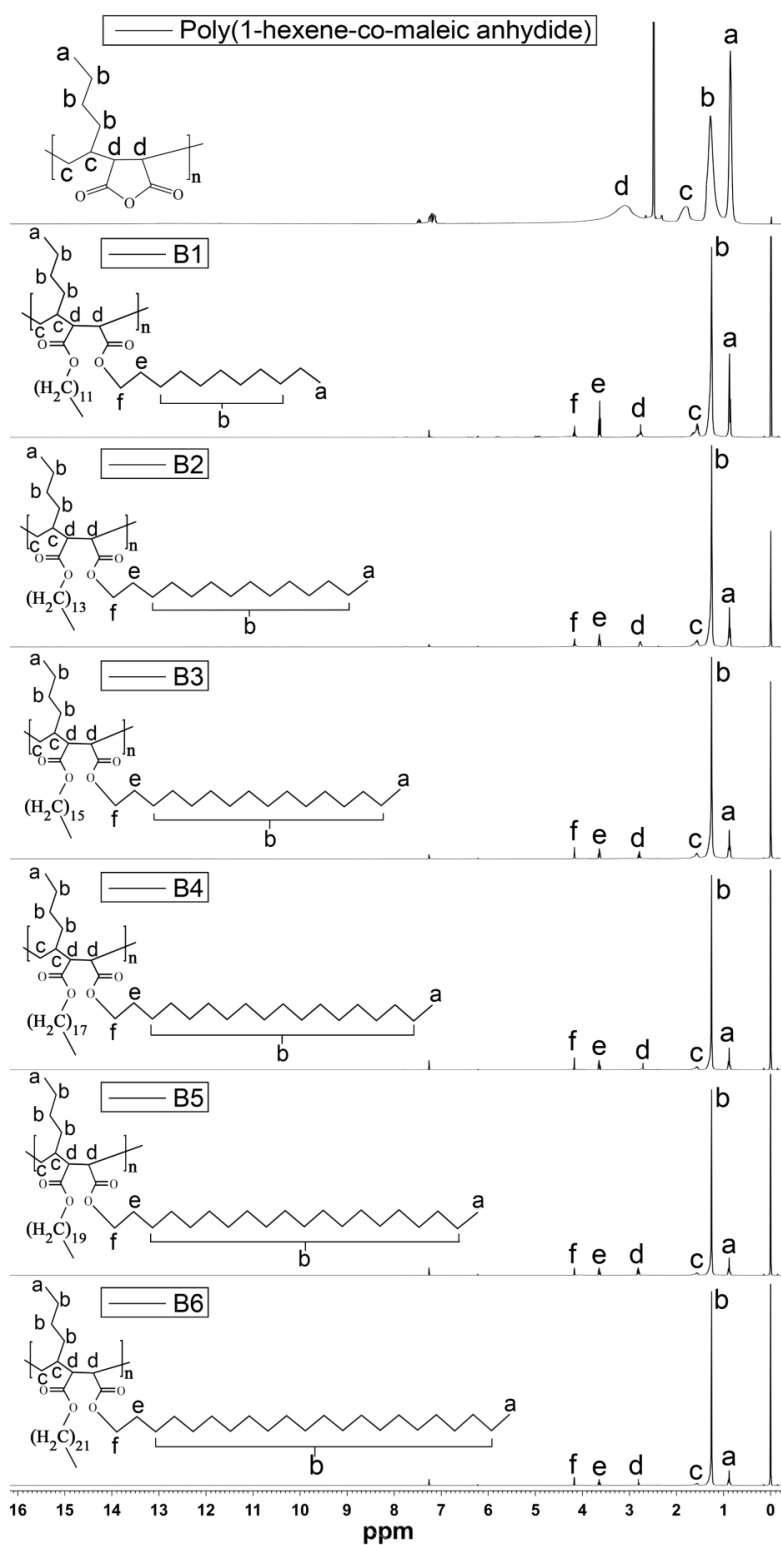 Poly(1-hexene-co-maleic anhydide)
a
b
b
b
c
c
d
d
n
O
O
O
d
c
b
a
B1
a
b
b
b
c
c
d
d
n
O
O
O
O
(H₂C)₁₁
e
f
b
a
f
e
d
c
b
a
B2
a
b
b
b
c
c
d
d
n
O
O
O
O
(H₂C)₁₃
e
f
b
a
f
e
d
c
b
a
B3
a
b
b
b
c
c
d
d
n
O
O
O
O
(H₂C)₁₅
e
f
b
a
f
e
d
c
b
a
B4
a
b
b
b
c
c
d
d
n
O
O
O
O
(H₂C)₁₇
e
f
b
a
f
e
d
c
b
a
B5
a
b
b
b
c
c
d
d
n
O
O
O
O
(H₂C)₁₉
e
f
b
a
f
e
d
c
b
a
B6
a
b
b
b
c
c
d
d
n
O
O
O
O
(H₂C)₂₁
e
f
b
a
f
e
d
c
b
a
16 15 14 13 12 11 10 9 8 7 6 5 4 3 2 1 0
ppm